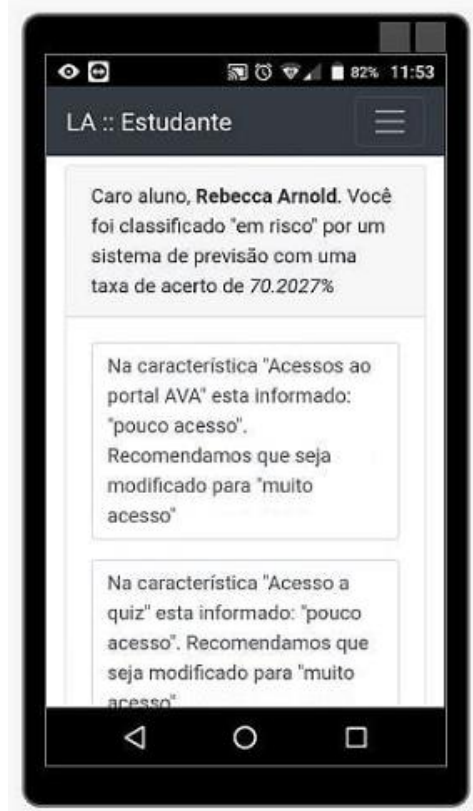 82% 11:53
LA :: Estudante
Caro aluno, Rebecca Arnold. Você
foi classificado "em risco" por um
sistema de previsão com uma
taxa de acerto de 70.2027%
Na característica "Acessos ao
portal AVA" esta informado:
"pouco acesso".
Recomendamos que seja
modificado para "muito
acesso"
Na característica "Acesso a
quiz" esta informado: "pouco
acesso". Recomendamos que
seja modificado para "muito
acesso"